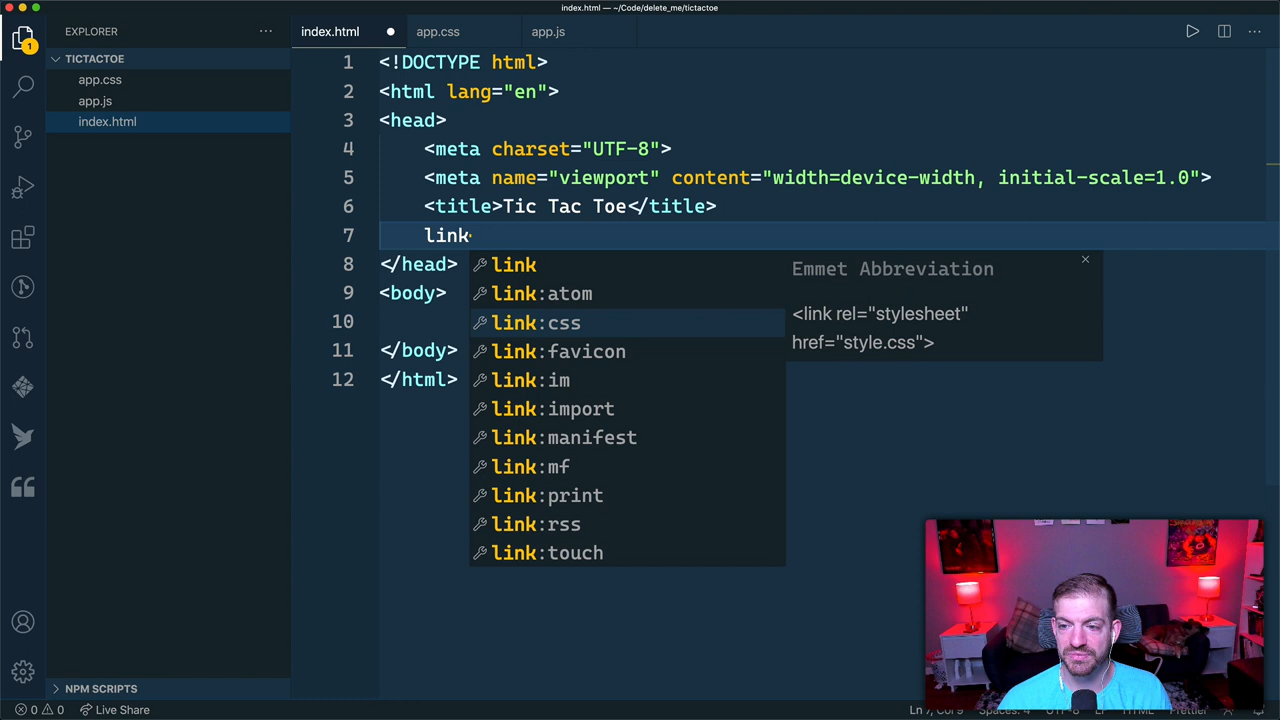 index.html — ~/Code/delete_me/tictactoe
EXPLORER
index.html
app.css
app.js
1
TICTACTOE
app.css
app.js
index.html
1 <!DOCTYPE html>
2 <html lang="en">
3 <head>
4 <meta charset="UTF-8">
5 <meta name="viewport" content="width=device-width, initial-scale=1.0">
6 <title>Tic Tac Toe</title>
7 link
8 </head>
9 <body>
10
11 </body>
12 </html>
link
link:atom
link:css
link:favicon
link:im
link:import
link:manifest
link:mf
link:print
link:rss
link:touch
Emmet Abbreviation
<link rel="stylesheet"
href="style.css">
NPM SCRIPTS
0 0 Live Share
Ln 7, Col 9 Spaces: 4 UTF-8 LF HTML Prettier